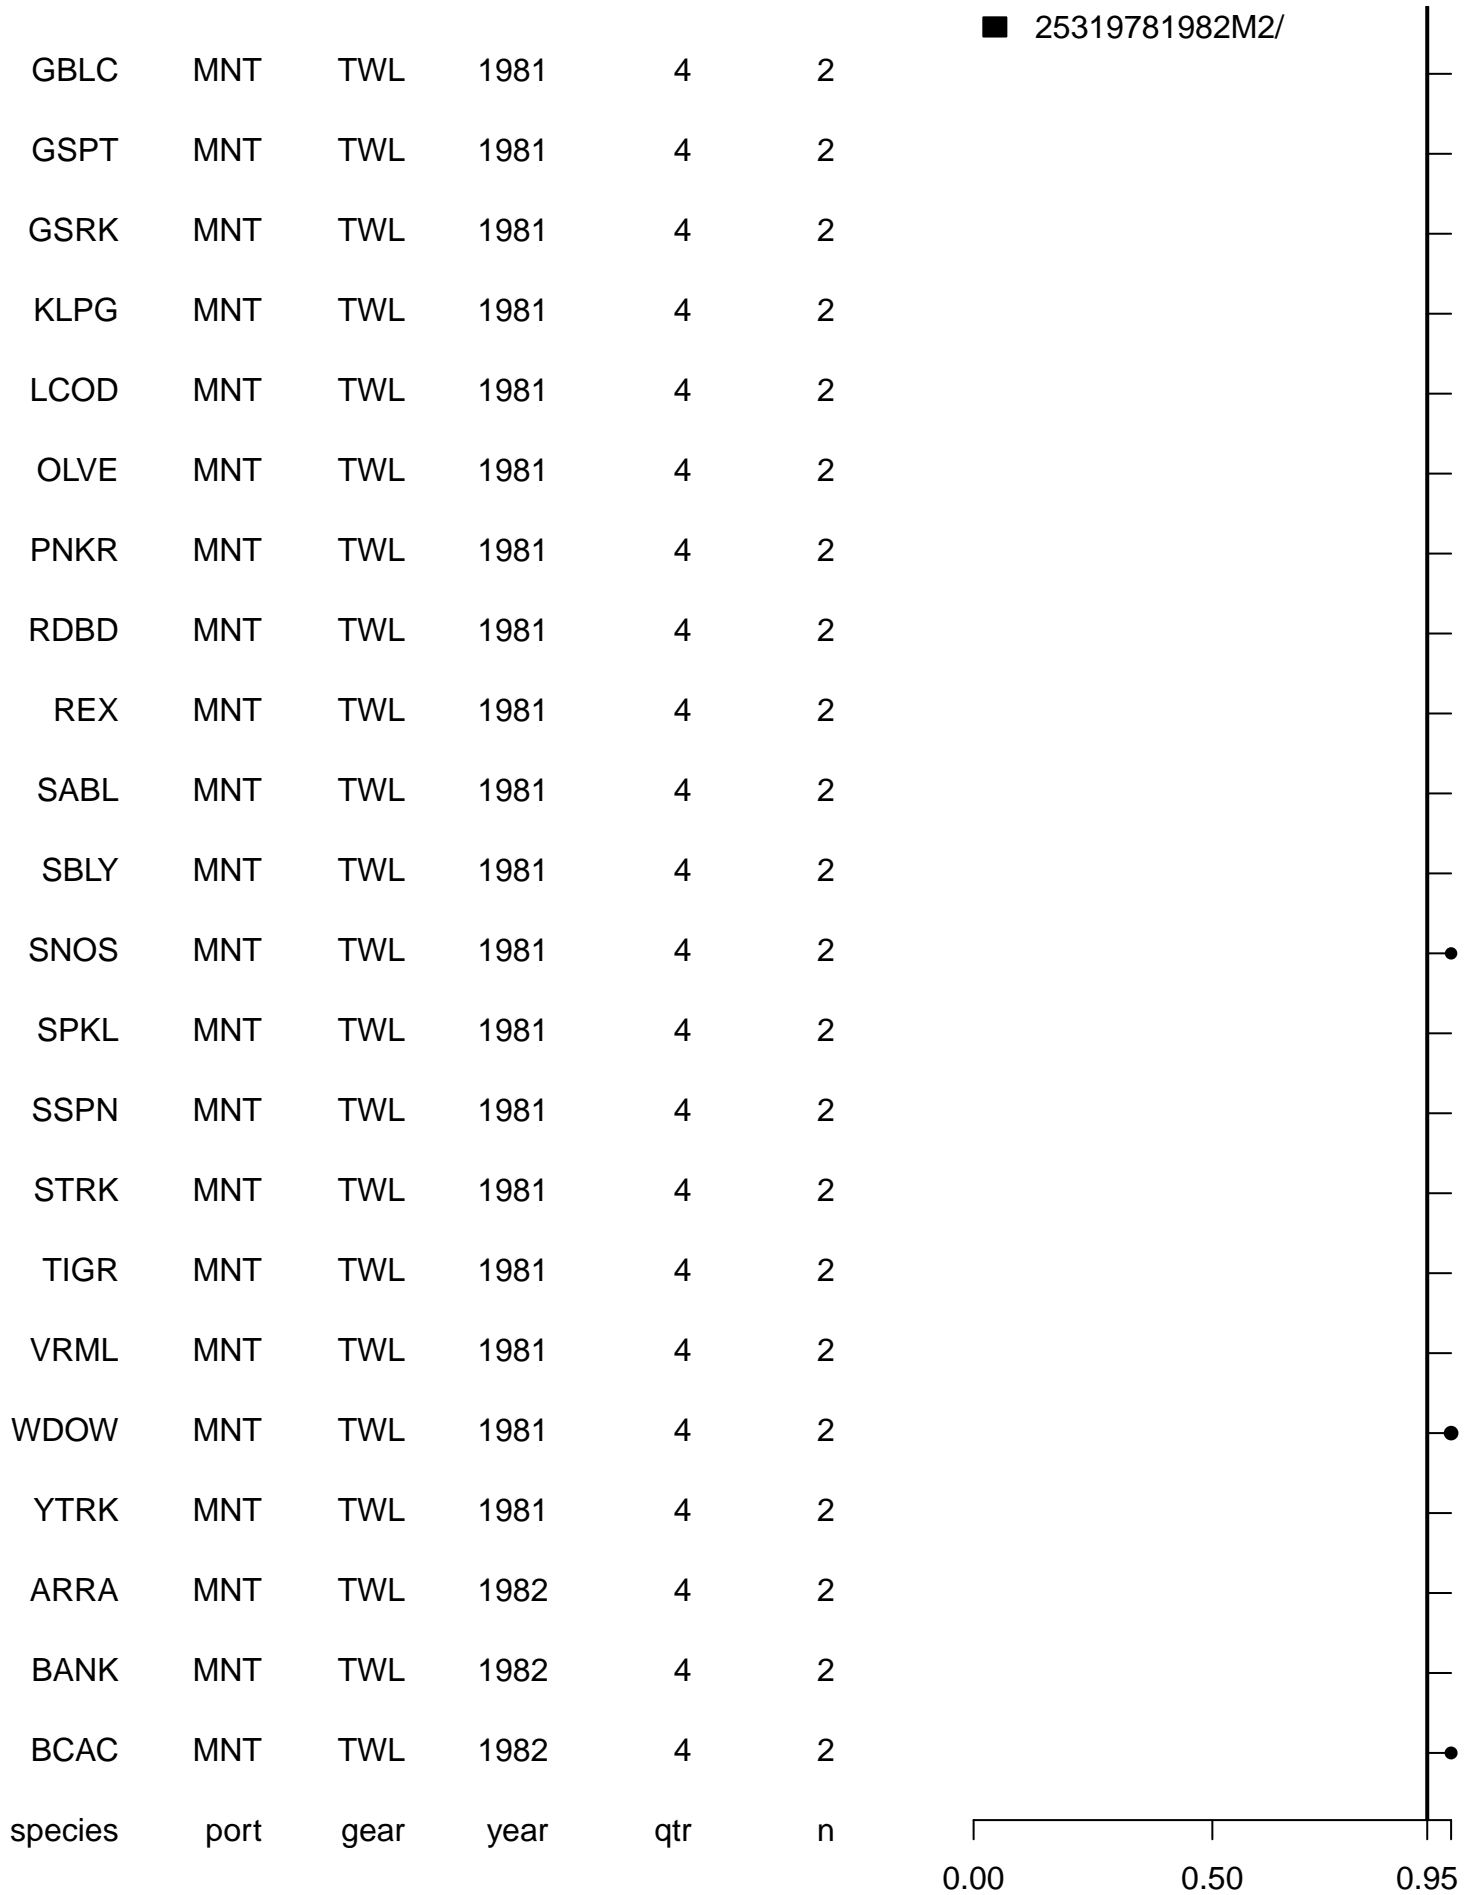 25319781982M2/
GBLC MNT TWL 1981 4 2
GSPT MNT TWL 1981 4 2
GSRK MNT TWL 1981 4 2
KLPG MNT TWL 1981 4 2
LCOD MNT TWL 1981 4 2
OLVE MNT TWL 1981 4 2
PNKR MNT TWL 1981 4 2
RDBD MNT TWL 1981 4 2
REX MNT TWL 1981 4 2
SABL MNT TWL 1981 4 2
SBLY MNT TWL 1981 4 2
SNOS MNT TWL 1981 4 2
SPKL MNT TWL 1981 4 2
SSPN MNT TWL 1981 4 2
STRK MNT TWL 1981 4 2
TIGR MNT TWL 1981 4 2
VRML MNT TWL 1981 4 2
WDOW MNT TWL 1981 4 2
YTRK MNT TWL 1981 4 2
ARRA MNT TWL 1982 4 2
BANK MNT TWL 1982 4 2
BCAC MNT TWL 1982 4 2
species port gear year qtr n
0.00 0.50 0.95